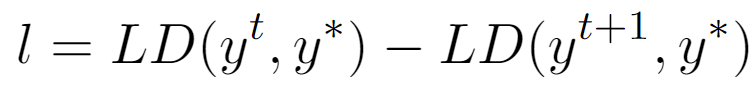 l = LD(y^t, y^*) − LD(y^{t+1}, y^*)